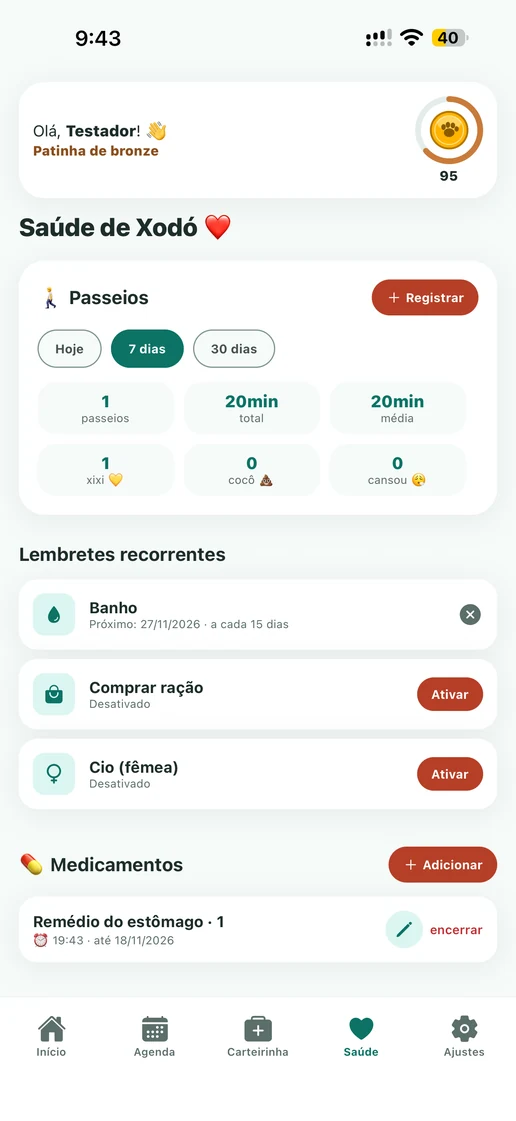 9:43
40
Olá, Testador! 👋
Patinha de bronze
95
Saúde de Xodó ❤️
🚶 Passeios
+ Registrar
Hoje
7 dias
30 dias
1
passeios
20min
total
20min
média
1
xixi 💛
0
cocô 💩
0
cansou 😮‍💨
Lembretes recorrentes
Banho
Próximo: 27/11/2026 · a cada 15 dias
Comprar ração
Desativado
Ativar
Cio (fêmea)
Desativado
Ativar
💊 Medicamentos
+ Adicionar
Remédio do estômago · 1
⏰ 19:43 · até 18/11/2026
encerrar
Início
Agenda
Carteirinha
Saúde
Ajustes